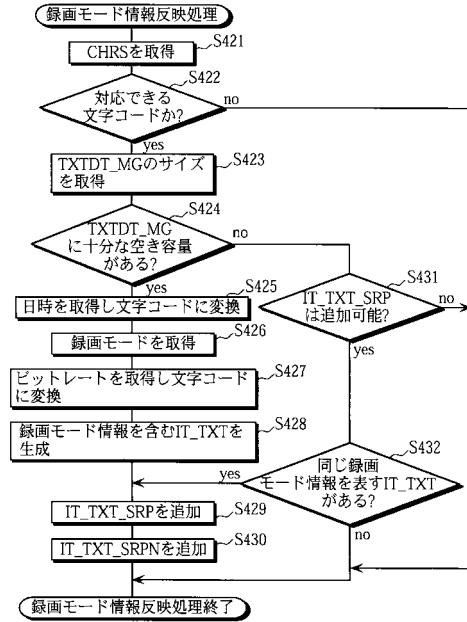 録画モード情報反映処理
S421
CHRSを取得
S422
対応できる
文字コードか?
no
yes
S423
TXTDT_MGのサイズ
を取得
S424
TXTDT_MG
に十分な空き容量
がある?
no
yes
S431
IT_TXT_SRP
は追加可能?
no
yes
S425
日時を取得し文字コードに変換
S426
録画モードを取得
S427
ビットレートを取得し文字コード
に変換
S428
録画モード情報を含むIT_TXTを
生成
S432
同じ録画
モード情報を表すIT_TXT
がある?
yes
no
S429
IT_TXT_SRPを追加
S430
IT_TXT_SRPNを追加
録画モード情報反映処理終了